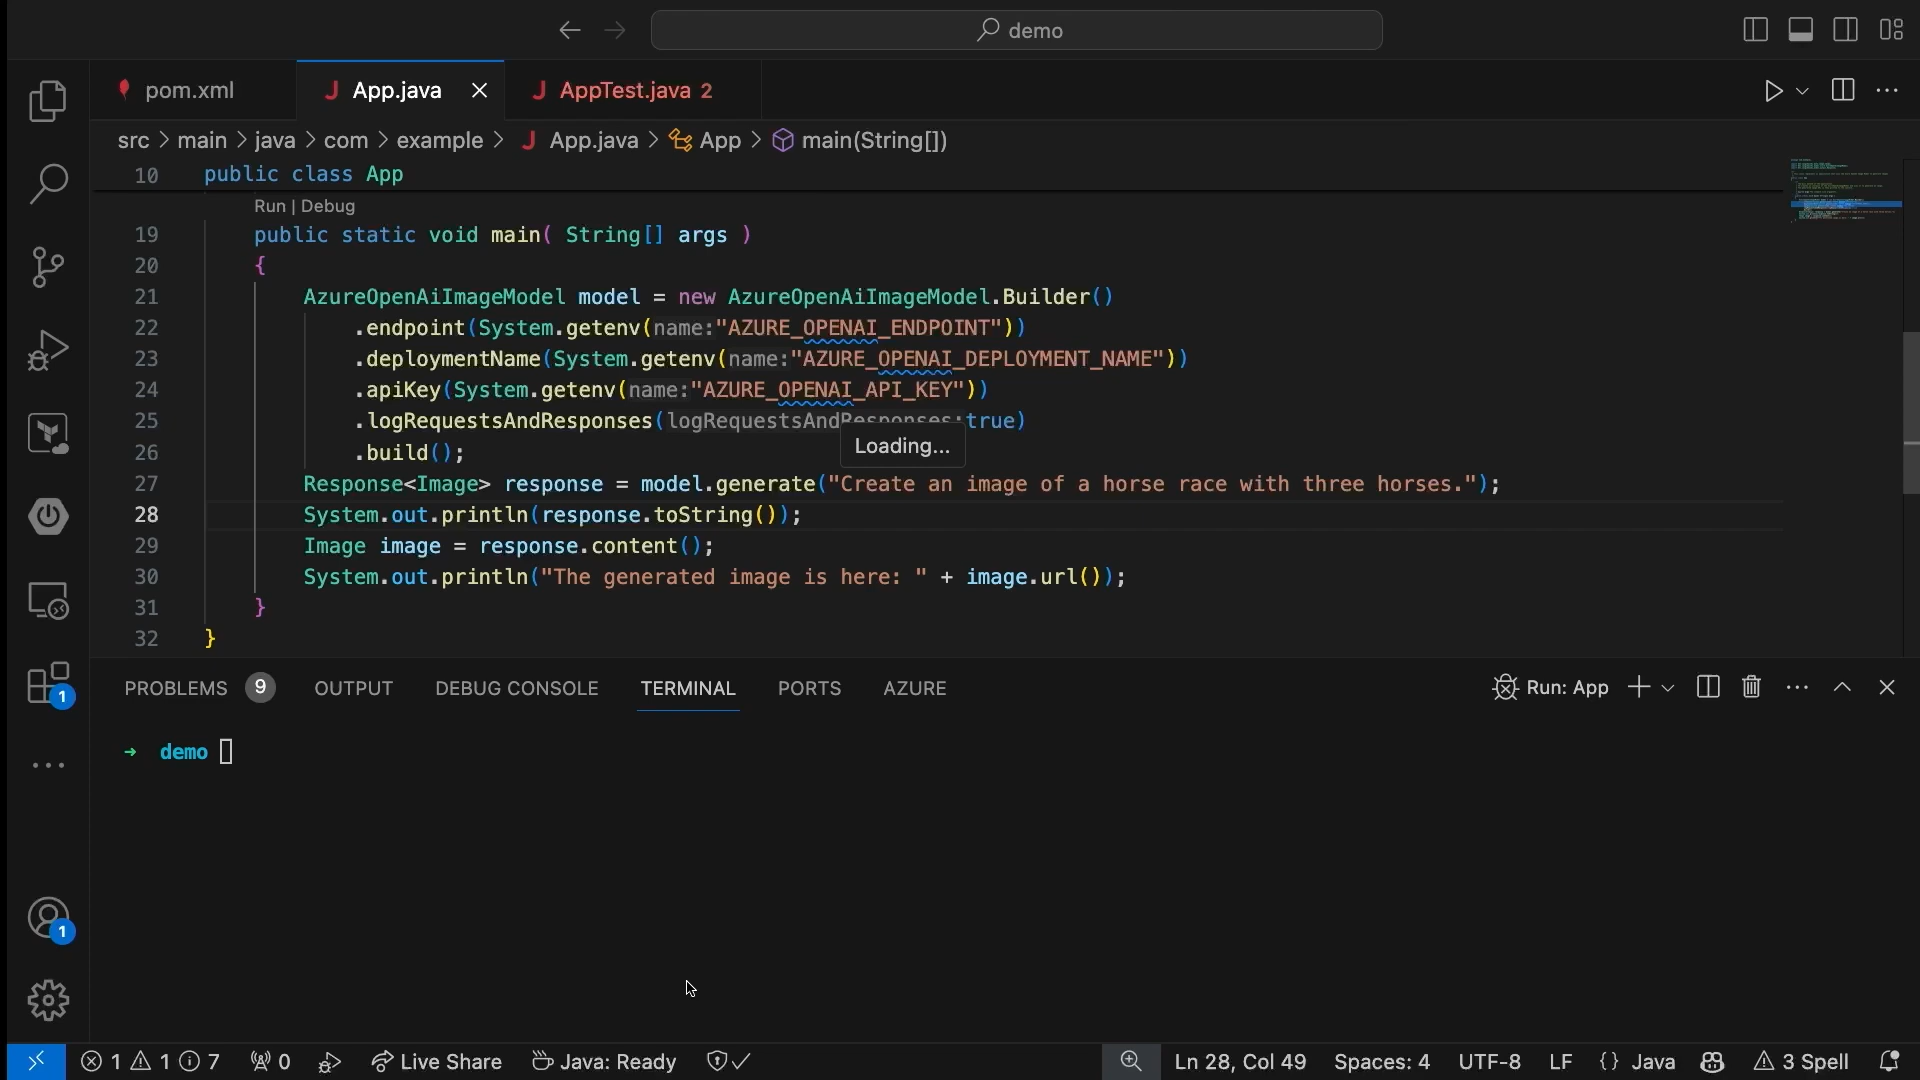 demo
pom.xml
App.java
AppTest.java 2
src > main > java > com > example > App.java > App > main(String[])
10 public class App
Run | Debug
19 public static void main( String[] args )
20 {
21 AzureOpenAiImageModel model = new AzureOpenAiImageModel.Builder()
22 .endpoint(System.getenv(name:"AZURE_OPENAI_ENDPOINT"))
23 .deploymentName(System.getenv(name:"AZURE_OPENAI_DEPLOYMENT_NAME"))
24 .apiKey(System.getenv(name:"AZURE_OPENAI_API_KEY"))
25 .logRequestsAndResponses(logRequestsAndResponses:true)
Loading...
26 .build();
27 Response<Image> response = model.generate("Create an image of a horse race with three horses.");
28 System.out.println(response.toString());
29 Image image = response.content();
30 System.out.println("The generated image is here: " + image.url());
31 }
32 }
PROBLEMS 9 OUTPUT DEBUG CONSOLE TERMINAL PORTS AZURE
Run: App
1
→ demo
1
1 1 7 0 Live Share Java: Ready Ln 28, Col 49 Spaces: 4 UTF-8 LF {} Java 3 Spell